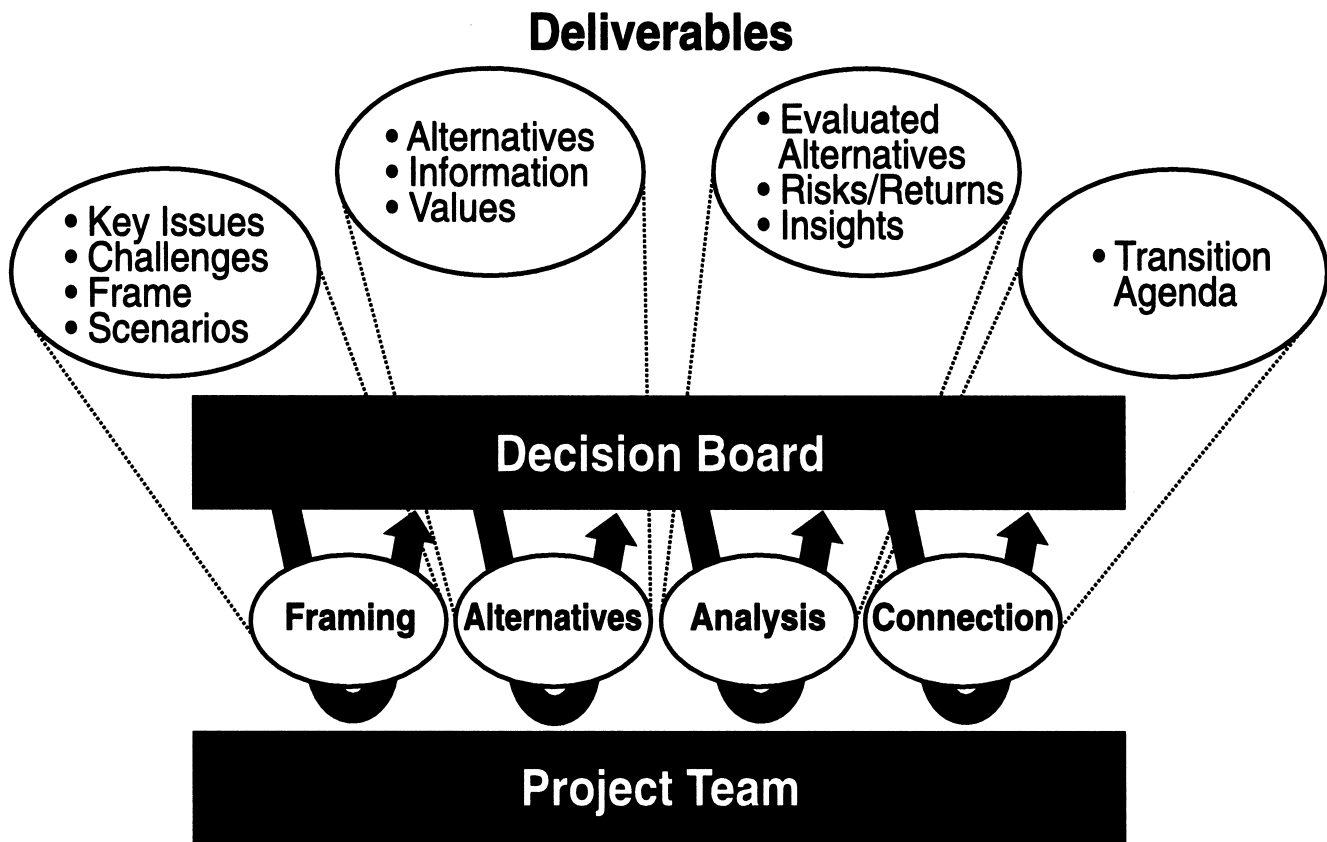 Deliverables
• Key Issues
• Challenges
• Frame
• Scenarios
• Alternatives
• Information
• Values
• Evaluated
Alternatives
• Risks/Returns
• Insights
• Transition
Agenda
Decision Board
Framing
Alternatives
Analysis
Connection
Project Team